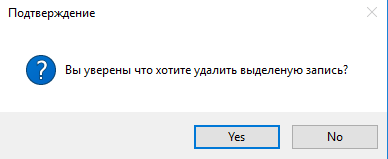 Подтверждение
Вы уверены что хотите удалить выделеную запись?
Yes
No